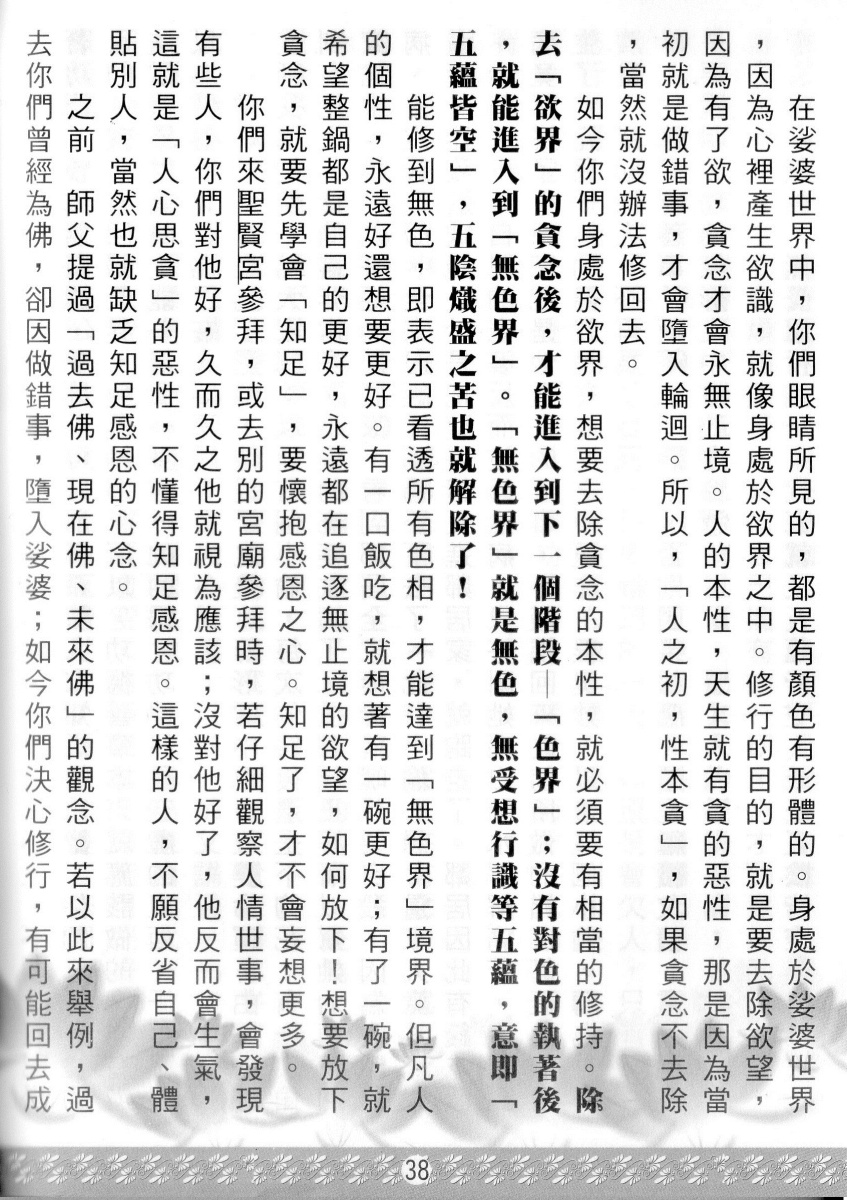 在娑婆世界中，你們眼睛所見的，都是有顏色有形體的。身處於娑婆世界
，因為心裡產生欲識，就像身處於欲界之中。修行的目的，就是要去除欲望，
因為有了欲，貪念才會永無止境。人的本性，天生就有貪的惡性，那是因為當
初就是做錯事，才會墮入輪迴。所以，「人之初，性本貪」，如果貪念不去除
，當然就沒辦法修回去。
如今你們身處於欲界，想要去除貪念的本性，就必須要有相當的修持。除
去「欲界」的貪念後，才能進入到下一個階段—「色界」；沒有對色的執著後
，就能進入到「無色界」。「無色界」就是無色，無受想行識等五蘊，意即「
五蘊皆空」，五陰熾盛之苦也就解除了！
能修到無色，即表示已看透所有色相，才能達到「無色界」境界。但凡人
的個性，永遠好還想要更好。有一口飯吃，就想著有一碗更好；有了一碗，就
希望整鍋都是自己的更好，永遠都在追逐無止境的欲望，如何放下？想要放下
貪念，就要先學會「知足」，要懷抱感恩之心，知足了，才不會妄想更多。
你們來聖賢宮參拜，或去別的宮廟參拜時，若仔細觀察人情世事，會發現
有些人，你們對他好，久而久之他就視為應該；沒對他好了，他反而會生氣，
這就是「人心思貪」的惡性，不懂得知足感恩。這樣的人，不願反省自己、體
貼別人，當然也就缺乏知足感恩的心念。
之前　師父提過「過去佛、現在佛、未來佛」的觀念。若以此來舉例，過
去你們曾經為佛，卻因做錯事，墮入娑婆；如今你們決心修行，有可能回去成
38